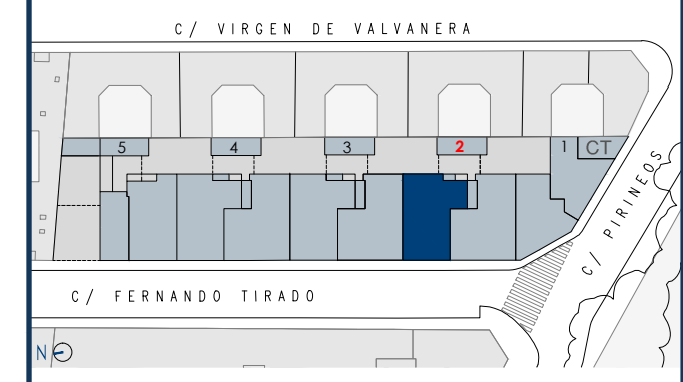 C/ VIRGEN DE VALVANERA
5 4 3 2 1 CT
C/ PIRINEOS
C/ FERNANDO TIRADO
N